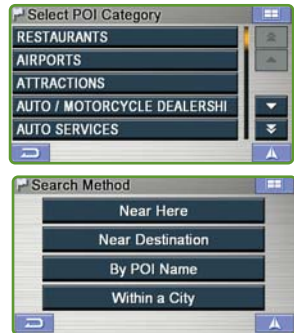 Select POI Category
RESTAURANTS
AIRPORTS
ATTRACTIONS
AUTO / MOTORCYCLE DEALERSHI
AUTO SERVICES
Search Method
Near Here
Near Destination
By POI Name
Within a City